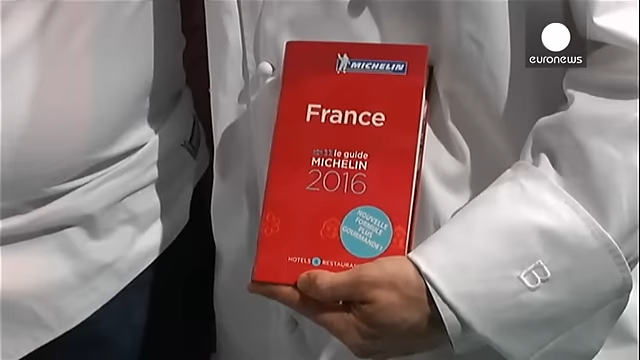 euronews
MICHELIN
France
le guide
MICHELIN
2016
NOUVELLE
FORMULE
PLUS
GOURMANDE!
HOTELS & RESTAURANTS
B